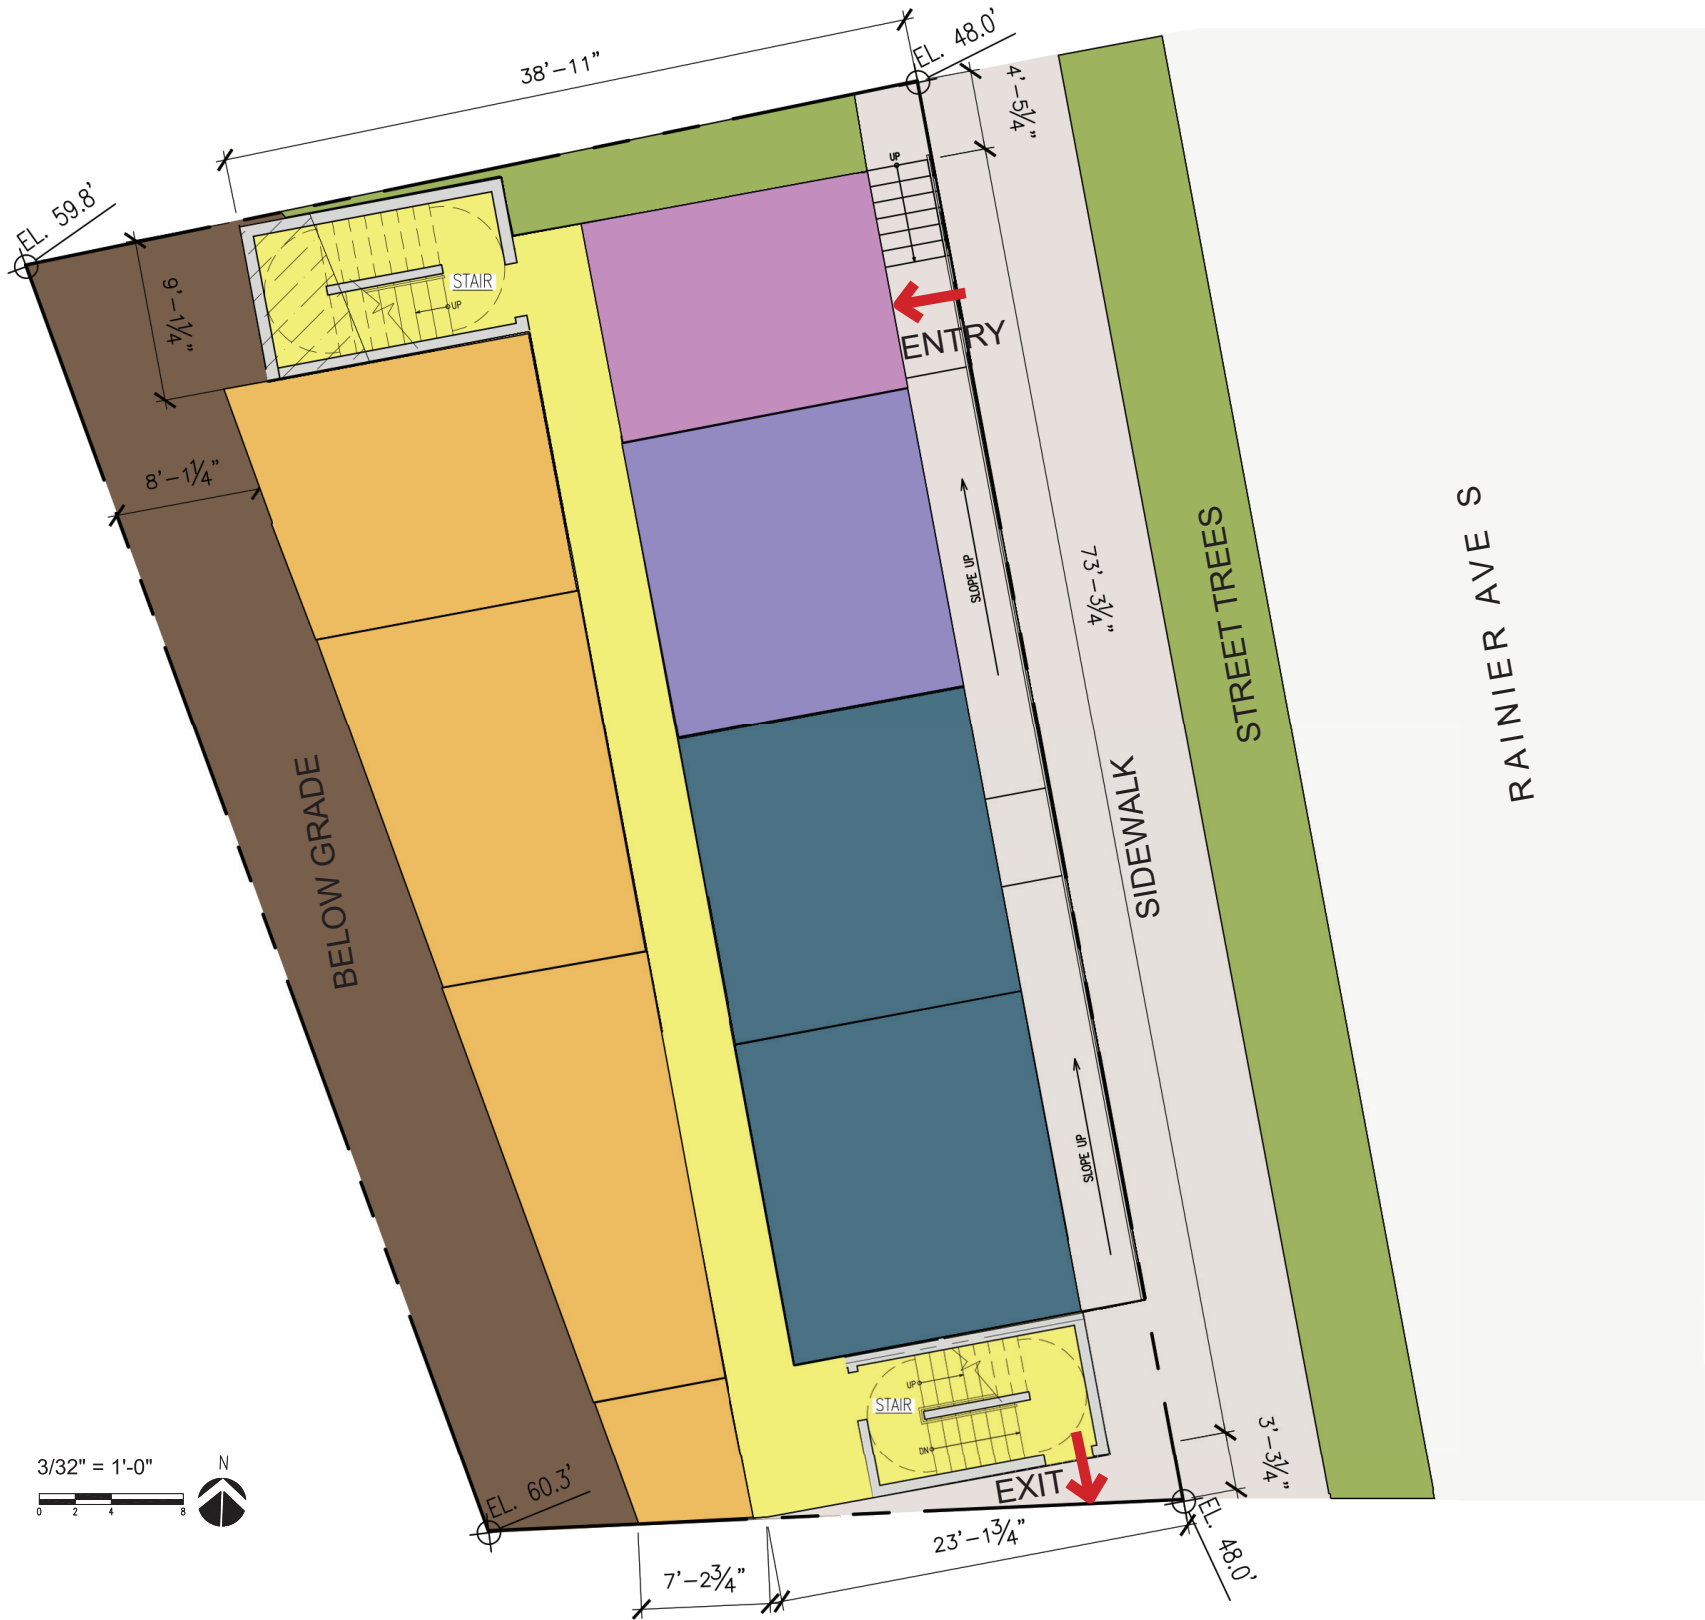 38'-11"
EL. 48.0'
4'-5¼"
EL. 59.8'
9'-1¼"
STAIR
UP
UP
ENTRY
8'-1¼"
SLOPE UP
73'-3¼"
STREET TREES
RAINIER AVE S
BELOW GRADE
SIDEWALK
SLOPE UP
UP
STAIR
DN
EXIT
3'-3¼"
3/32" = 1'-0"
N
0 2 4 8
EL. 60.3'
23'-1¾"
EL. 48.0'
7'-2¾"